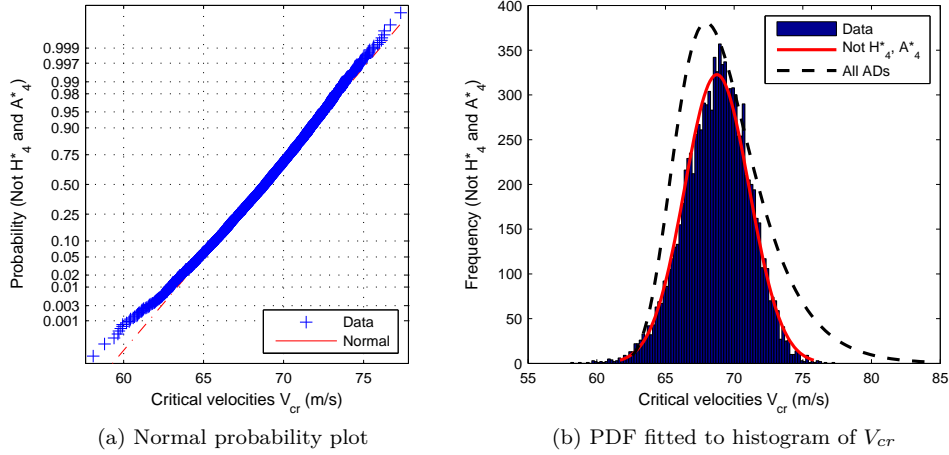 Probability (Not H*4 and A*4)
0.999
0.997
0.99
0.98
0.95
0.90
0.75
0.50
0.25
0.10
0.05
0.02
0.01
0.003
0.001
Data
Normal
60 65 70 75
Critical velocities Vcr (m/s)
(a) Normal probability plot
Frequency (Not H*4 and A*4)
400
350
300
250
200
150
100
50
0
Data
Not H*4, A*4
All ADs
55 60 65 70 75 80 85
Critical velocities Vcr (m/s)
(b) PDF fitted to histogram of Vcr